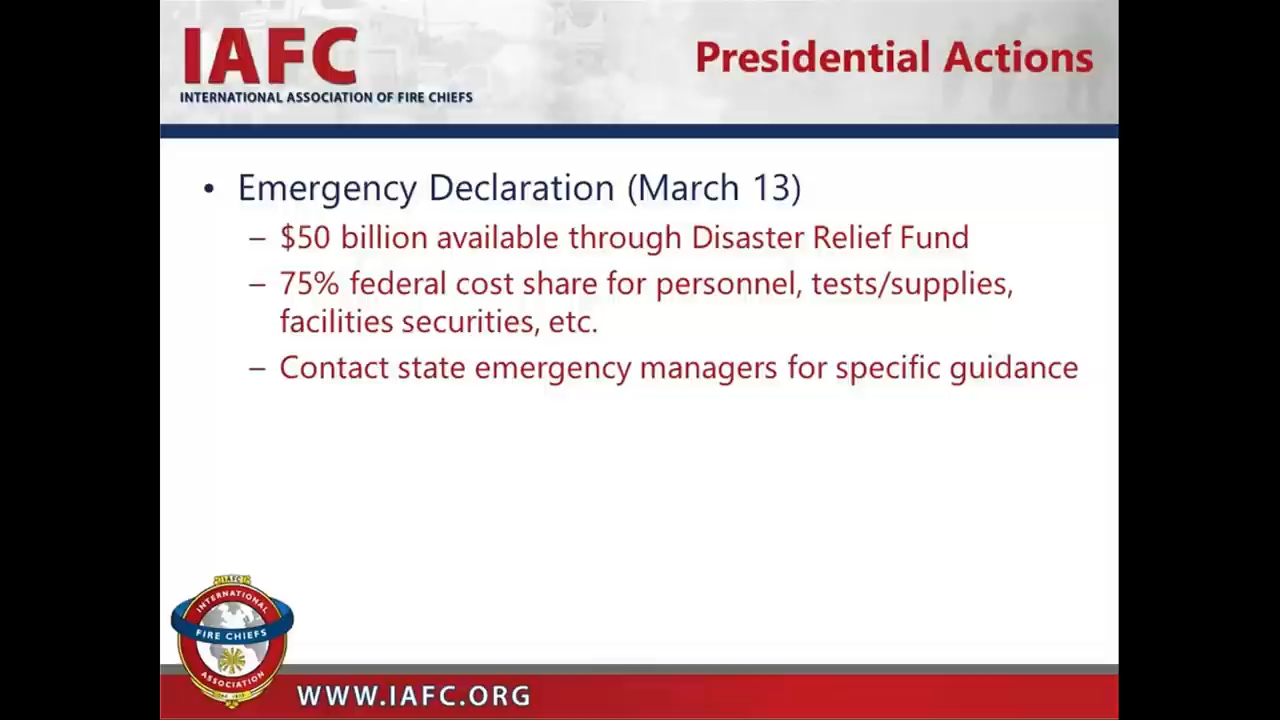 IAFC
INTERNATIONAL ASSOCIATION OF FIRE CHIEFS
Presidential Actions
• Emergency Declaration (March 13)
– $50 billion available through Disaster Relief Fund
– 75% federal cost share for personnel, tests/supplies,
facilities securities, etc.
– Contact state emergency managers for specific guidance
IAFC
INTERNATIONAL
FIRE CHIEFS
ASSOCIATION
WWW.IAFC.ORG